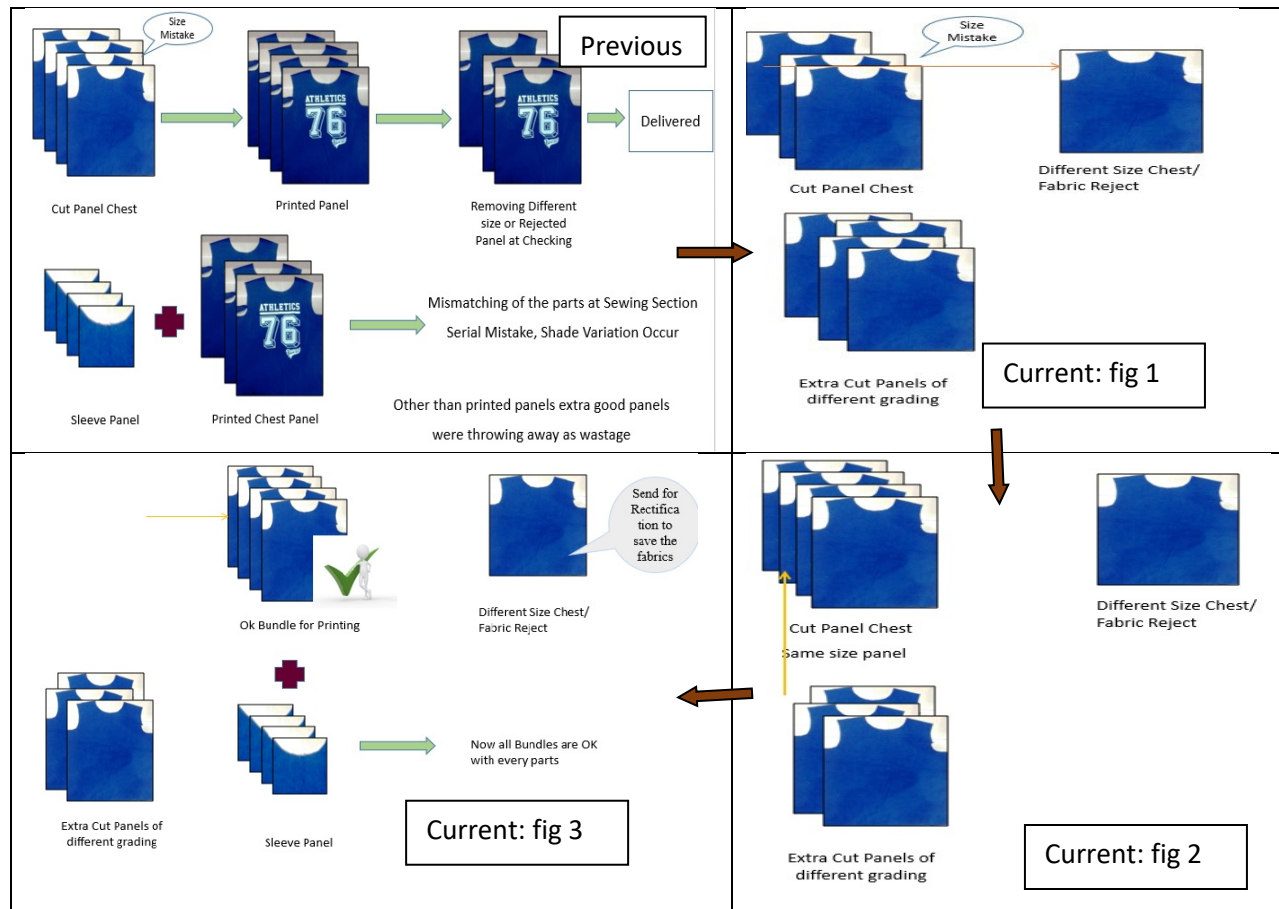 Previous
Size
Mistake
ATHLETICS
76
ATHLETICS
76
Delivered
Cut Panel Chest
Printed Panel
Removing Different
size or Rejected
Panel at Checking
ATHLETICS
76
Mismatching of the parts at Sewing Section
Serial Mistake, Shade Variation Occur
Sleeve Panel
Printed Chest Panel
Other than printed panels extra good panels
were throwing away as wastage
Size
Mistake
Cut Panel Chest
Different Size Chest/
Fabric Reject
Extra Cut Panels of
different grading
Current: fig 1
Send for
Rectifica
tion to
save the
fabrics
Ok Bundle for Printing
Different Size Chest/
Fabric Reject
Now all Bundles are OK
with every parts
Extra Cut Panels of
different grading
Sleeve Panel
Current: fig 3
Cut Panel Chest
Same size panel
Different Size Chest/
Fabric Reject
Extra Cut Panels of
different grading
Current: fig 2